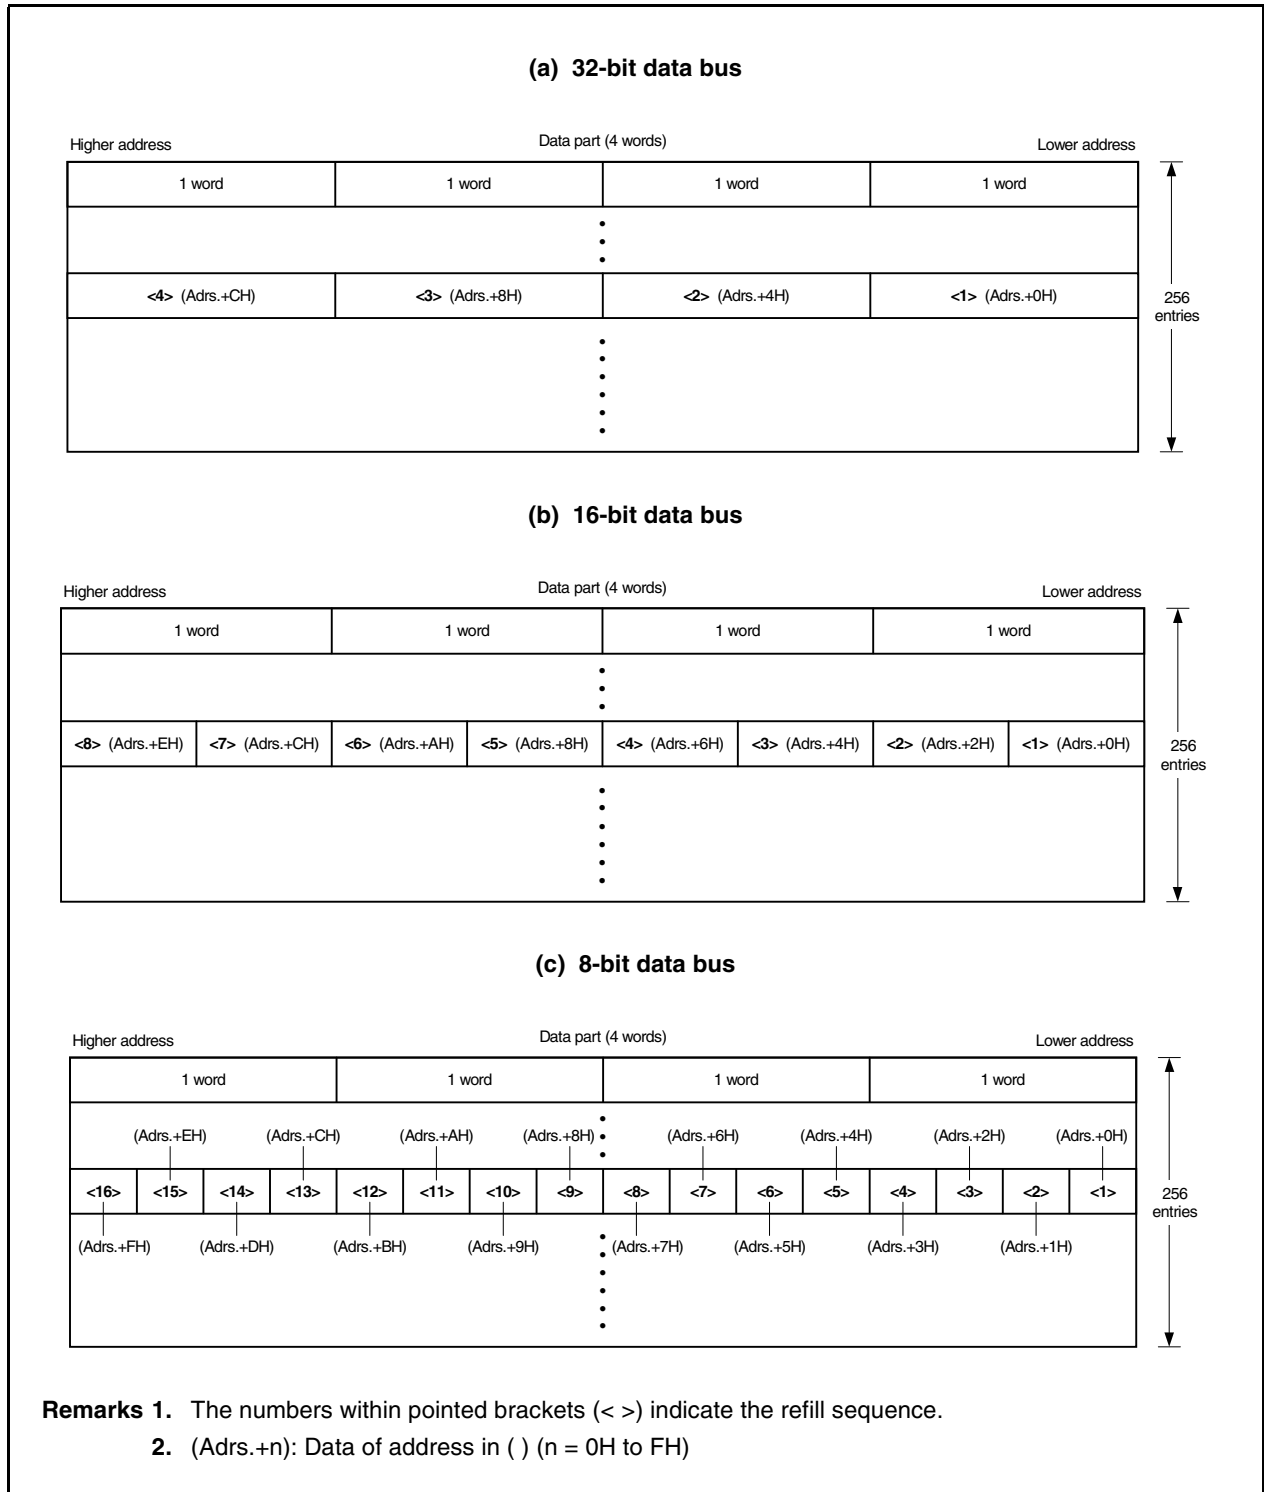 (a) 32-bit data bus
Higher address Data part (4 words) Lower address
1 word 1 word 1 word 1 word
<4> (Adrs.+CH) <3> (Adrs.+8H) <2> (Adrs.+4H) <1> (Adrs.+0H)
256
entries
(b) 16-bit data bus
Higher address Data part (4 words) Lower address
1 word 1 word 1 word 1 word
<8> (Adrs.+EH) <7> (Adrs.+CH) <6> (Adrs.+AH) <5> (Adrs.+8H) <4> (Adrs.+6H) <3> (Adrs.+4H) <2> (Adrs.+2H) <1> (Adrs.+0H)
256
entries
(c) 8-bit data bus
Higher address Data part (4 words) Lower address
1 word 1 word 1 word 1 word
(Adrs.+EH) (Adrs.+CH) (Adrs.+AH) (Adrs.+8H) (Adrs.+6H) (Adrs.+4H) (Adrs.+2H) (Adrs.+0H)
<16> <15> <14> <13> <12> <11> <10> <9> <8> <7> <6> <5> <4> <3> <2> <1>
256
entries
(Adrs.+FH) (Adrs.+DH) (Adrs.+BH) (Adrs.+9H) (Adrs.+7H) (Adrs.+5H) (Adrs.+3H) (Adrs.+1H)
Remarks 1. The numbers within pointed brackets (< >) indicate the refill sequence.
2. (Adrs.+n): Data of address in ( ) (n = 0H to FH)